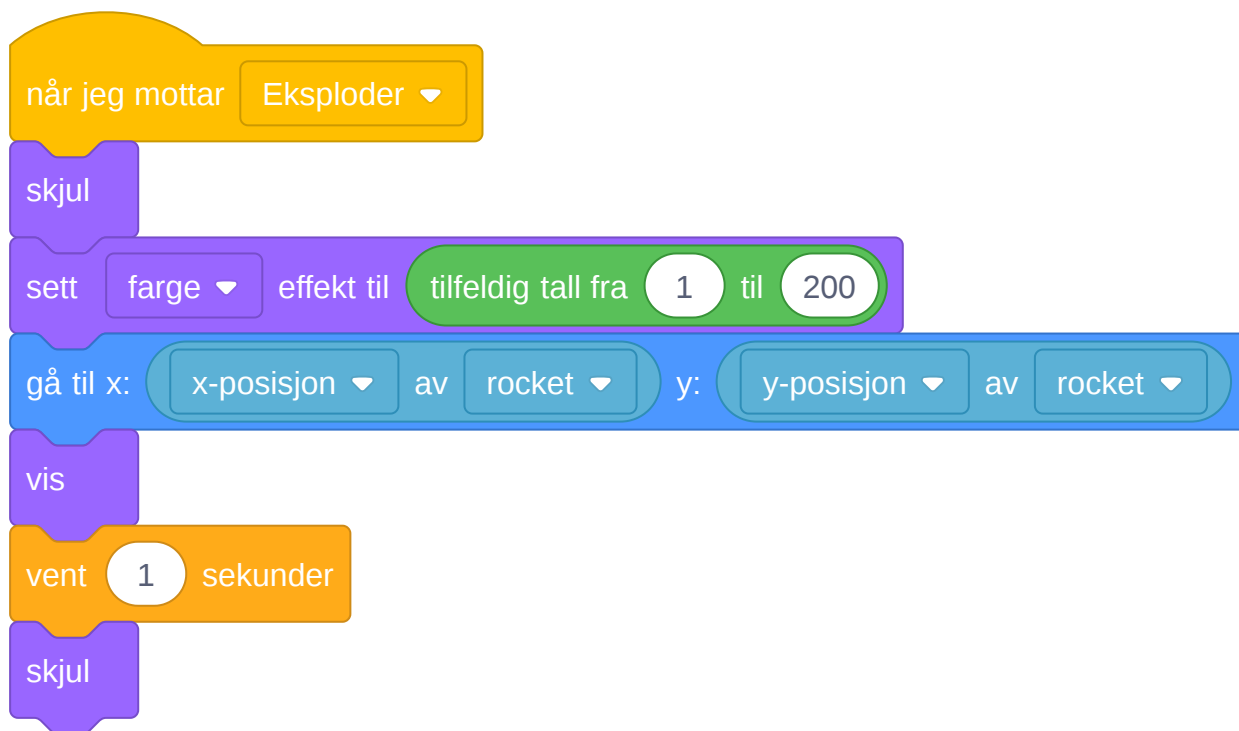 når jeg mottar Eksploder
skjul
sett farge effekt til tilfeldig tall fra 1 til 200
gå til x: x-posisjon av rocket y: y-posisjon av rocket
vis
vent 1 sekunder
skjul